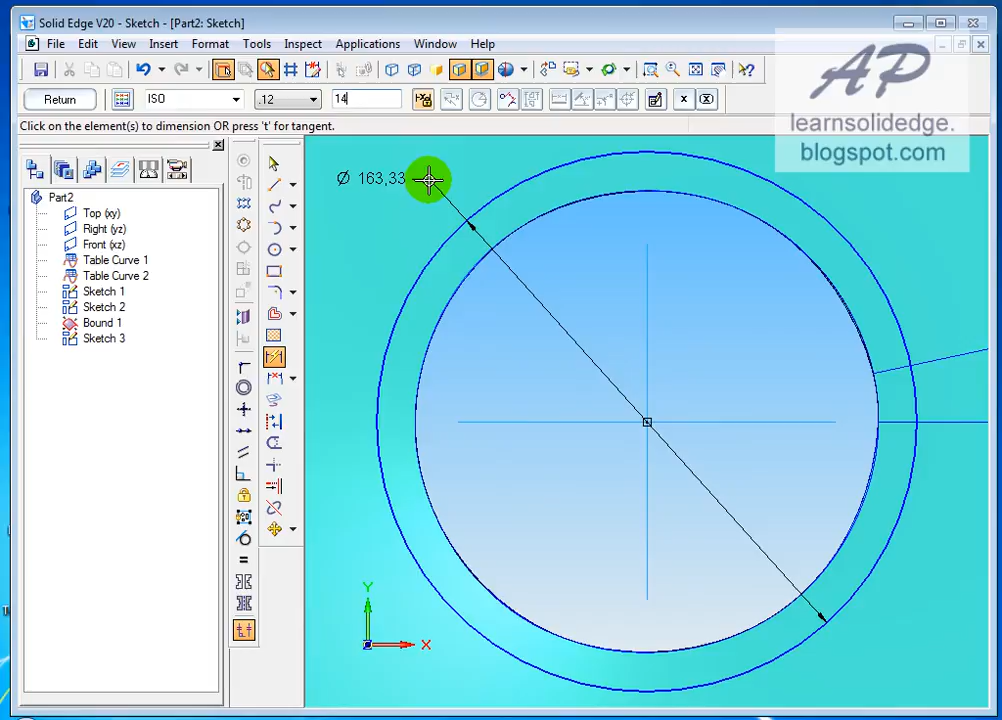 Solid Edge V20 - Sketch - [Part2: Sketch]
File Edit View Insert Format Tools Inspect Applications Window Help
AP
learnsolidedge.
blogspot.com
Return ISO .12 14
Click on the element(s) to dimension OR press 't' for tangent.
Part2
Top (xy)
Right (yz)
Front (xz)
Table Curve 1
Table Curve 2
Sketch 1
Sketch 2
Bound 1
Sketch 3
Ø 163,33
Y
X